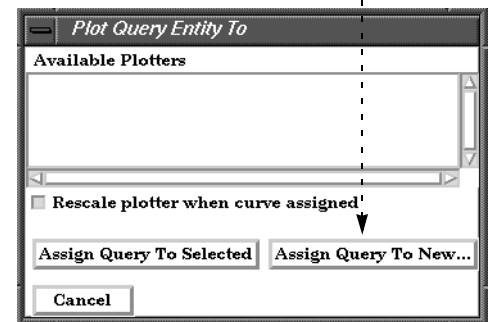 Plot Query Entity To
Available Plotters
Rescale plotter when curve assigned
Assign Query To Selected
Assign Query To New...
Cancel